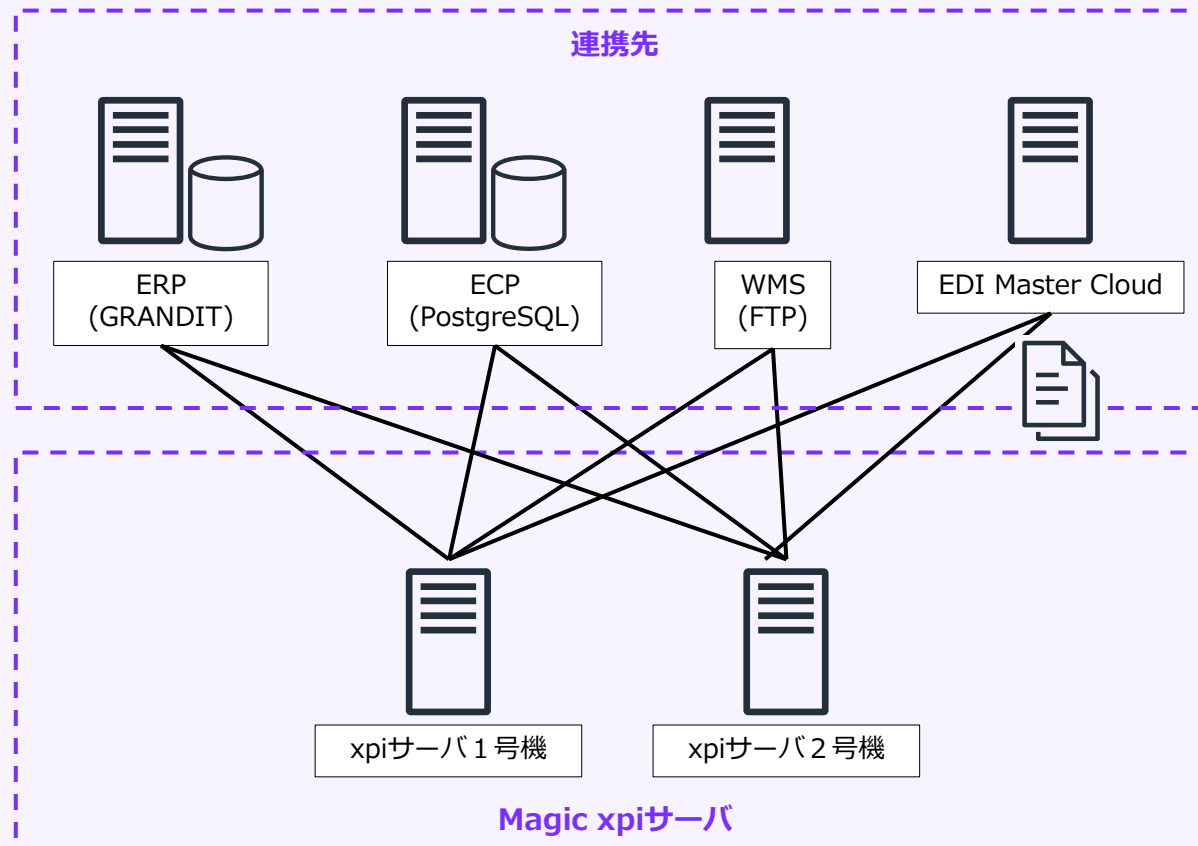 連携先
ERP
(GRANDIT)
ECP
(PostgreSQL)
WMS
(FTP)
EDI Master Cloud
xpiサーバ１号機
xpiサーバ２号機
Magic xpiサーバ